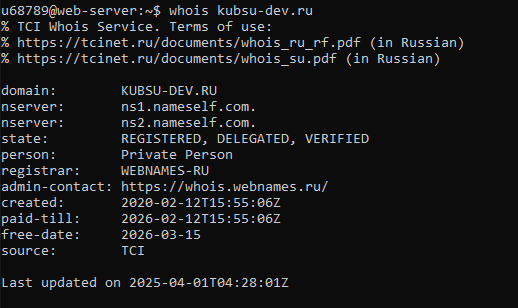 u68789@web-server:~$ whois kubsu-dev.ru
% TCI Whois Service. Terms of use:
% https://tcinet.ru/documents/whois_ru_rf.pdf (in Russian)
% https://tcinet.ru/documents/whois_su.pdf (in Russian)

domain:        KUBSU-DEV.RU
nserver:       ns1.nameself.com.
nserver:       ns2.nameself.com.
state:         REGISTERED, DELEGATED, VERIFIED
person:        Private Person
registrar:     WEBNAMES-RU
admin-contact: https://whois.webnames.ru/
created:       2020-02-12T15:55:06Z
paid-till:     2026-02-12T15:55:06Z
free-date:     2026-03-15
source:        TCI

Last updated on 2025-04-01T04:28:01Z